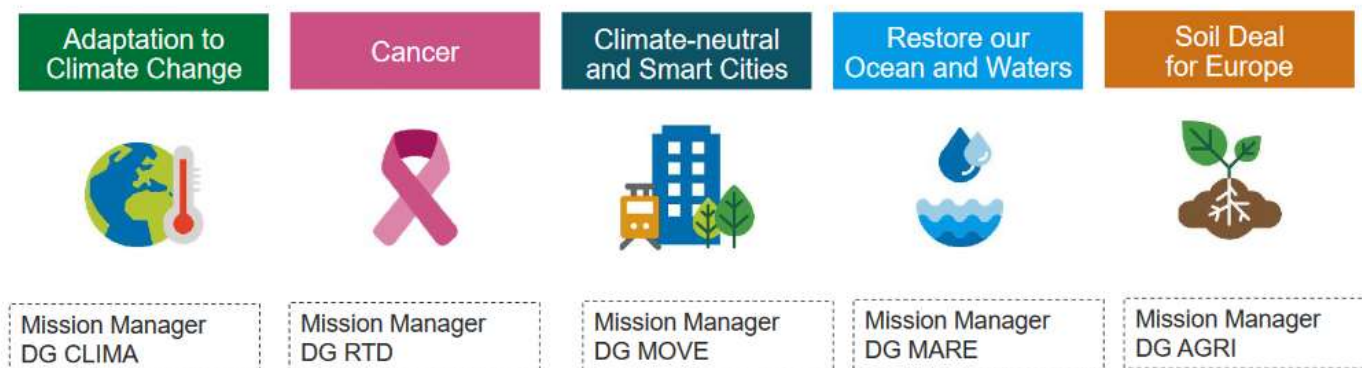 Adaptation to
Climate Change
Cancer
Climate-neutral
and Smart Cities
Restore our
Ocean and Waters
Soil Deal
for Europe
Mission Manager
DG CLIMA
Mission Manager
DG RTD
Mission Manager
DG MOVE
Mission Manager
DG MARE
Mission Manager
DG AGRI